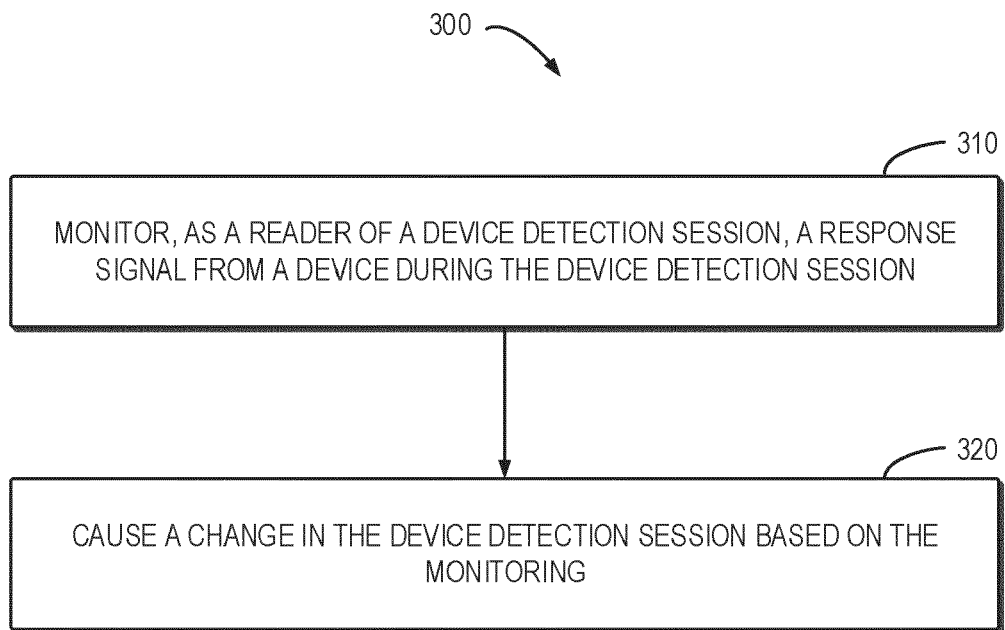 300
310
MONITOR, AS A READER OF A DEVICE DETECTION SESSION, A RESPONSE
SIGNAL FROM A DEVICE DURING THE DEVICE DETECTION SESSION
320
CAUSE A CHANGE IN THE DEVICE DETECTION SESSION BASED ON THE
MONITORING